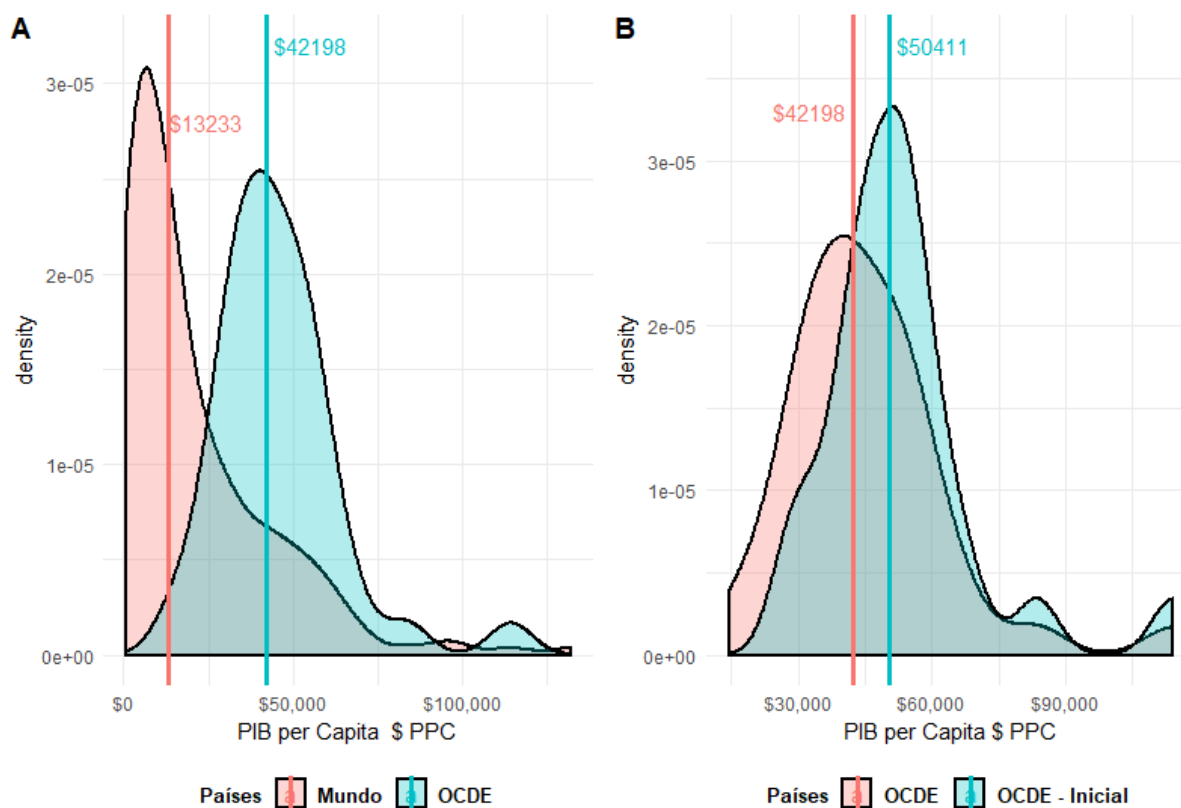 A
$42198
3e-05
$13233
2e-05
density
1e-05
0e+00
$0
$50,000
$100,000
PIB per Capita $ PPC
Países
a
Mundo
a
OCDE
B
$50411
$42198
3e-05
2e-05
density
1e-05
0e+00
$30,000
$60,000
$90,000
PIB per Capita $ PPC
Países
a
OCDE
a
OCDE - Inicial